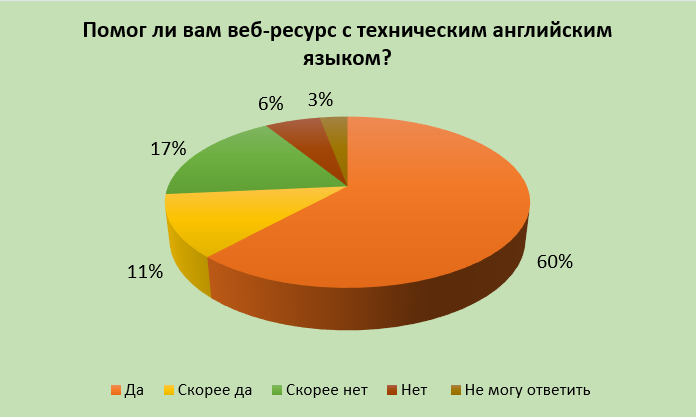 Помог ли вам веб-ресурс с техническим английским
языком?
3%
6%
17%
11%
60%
Да Скорее да Скорее нет Нет Не могу ответить